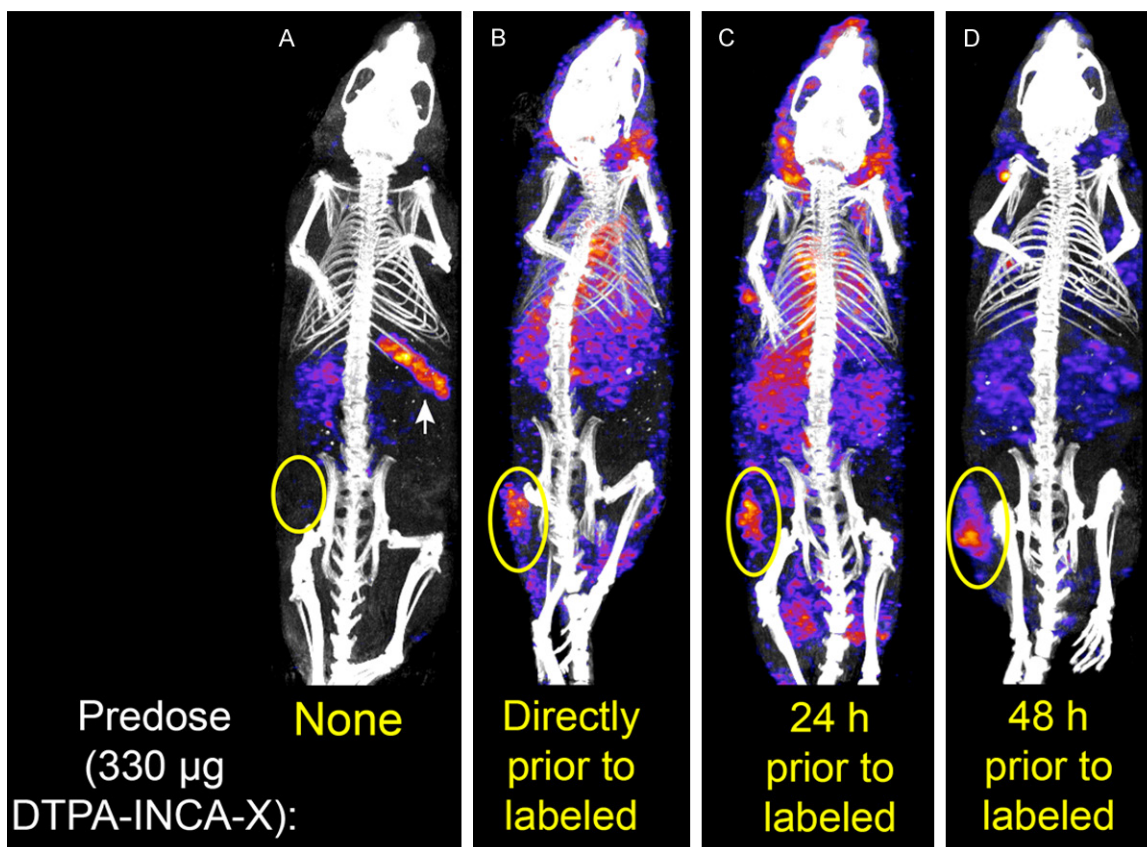 A
B
C
D
Predose
(330 µg
DTPA-INCA-X):
None
Directly
prior to
labeled
24 h
prior to
labeled
48 h
prior to
labeled